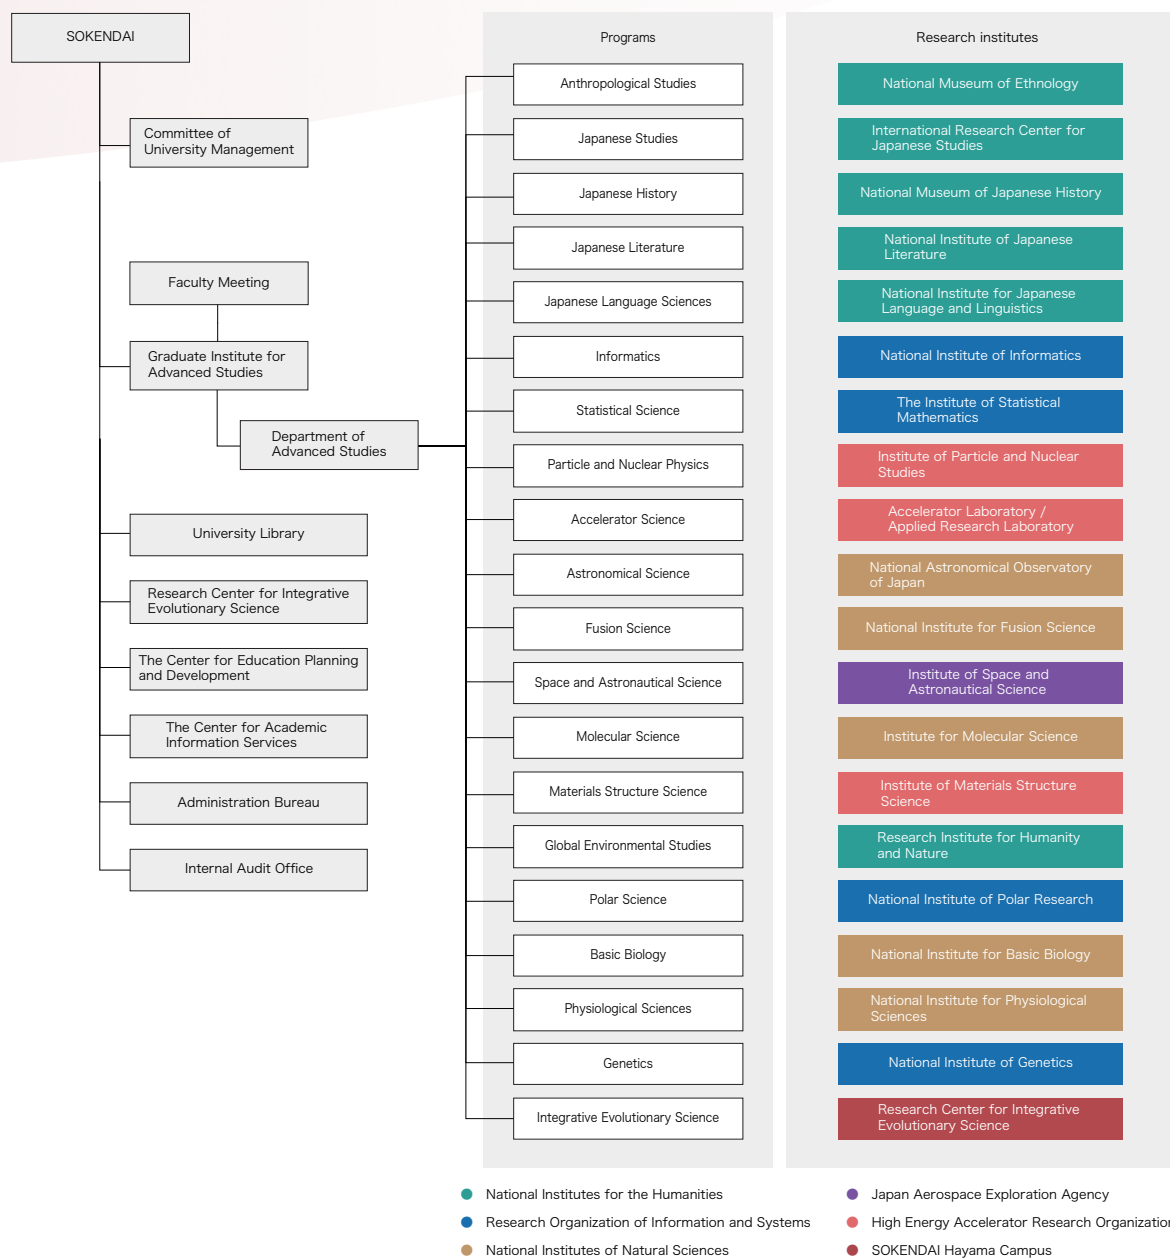 SOKENDAI
Committee of
University Management
Faculty Meeting
Graduate Institute for
Advanced Studies
Department of
Advanced Studies
University Library
Research Center for Integrative
Evolutionary Science
The Center for Education Planning
and Development
The Center for Academic
Information Services
Administration Bureau
Internal Audit Office
Programs
Anthropological Studies
Japanese Studies
Japanese History
Japanese Literature
Japanese Language Sciences
Informatics
Statistical Science
Particle and Nuclear Physics
Accelerator Science
Astronomical Science
Fusion Science
Space and Astronautical Science
Molecular Science
Materials Structure Science
Global Environmental Studies
Polar Science
Basic Biology
Physiological Sciences
Genetics
Integrative Evolutionary Science
Research institutes
National Museum of Ethnology
International Research Center for
Japanese Studies
National Museum of Japanese History
National Institute of Japanese
Literature
National Institute for Japanese
Language and Linguistics
National Institute of Informatics
The Institute of Statistical
Mathematics
Institute of Particle and Nuclear
Studies
Accelerator Laboratory /
Applied Research Laboratory
National Astronomical Observatory
of Japan
National Institute for Fusion Science
Institute of Space and
Astronautical Science
Institute for Molecular Science
Institute of Materials Structure
Science
Research Institute for Humanity
and Nature
National Institute of Polar Research
National Institute for Basic Biology
National Institute for Physiological
Sciences
National Institute of Genetics
Research Center for Integrative
Evolutionary Science
National Institutes for the Humanities
Research Organization of Information and Systems
National Institutes of Natural Sciences
Japan Aerospace Exploration Agency
High Energy Accelerator Research Organization
SOKENDAI Hayama Campus